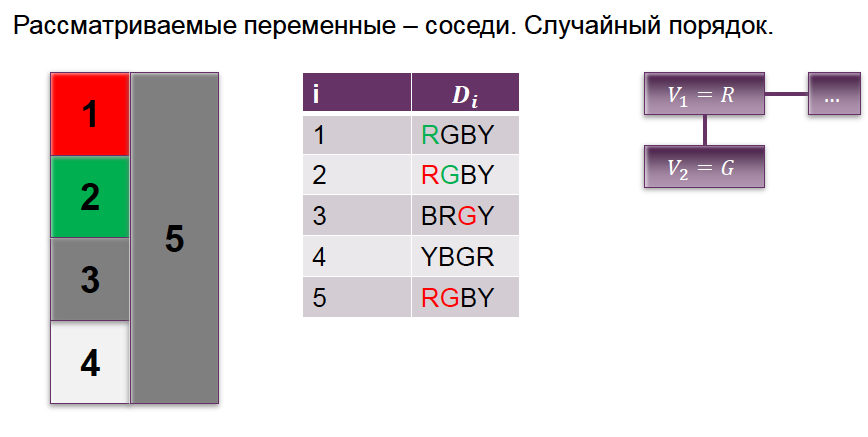 Рассматриваемые переменные – соседи. Случайный порядок.
1
2
3
4
5
i D_i
1 RGBY
2 RGBY
3 BRGY
4 YBGR
5 RGBY
V_1 = R ...
V_2 = G